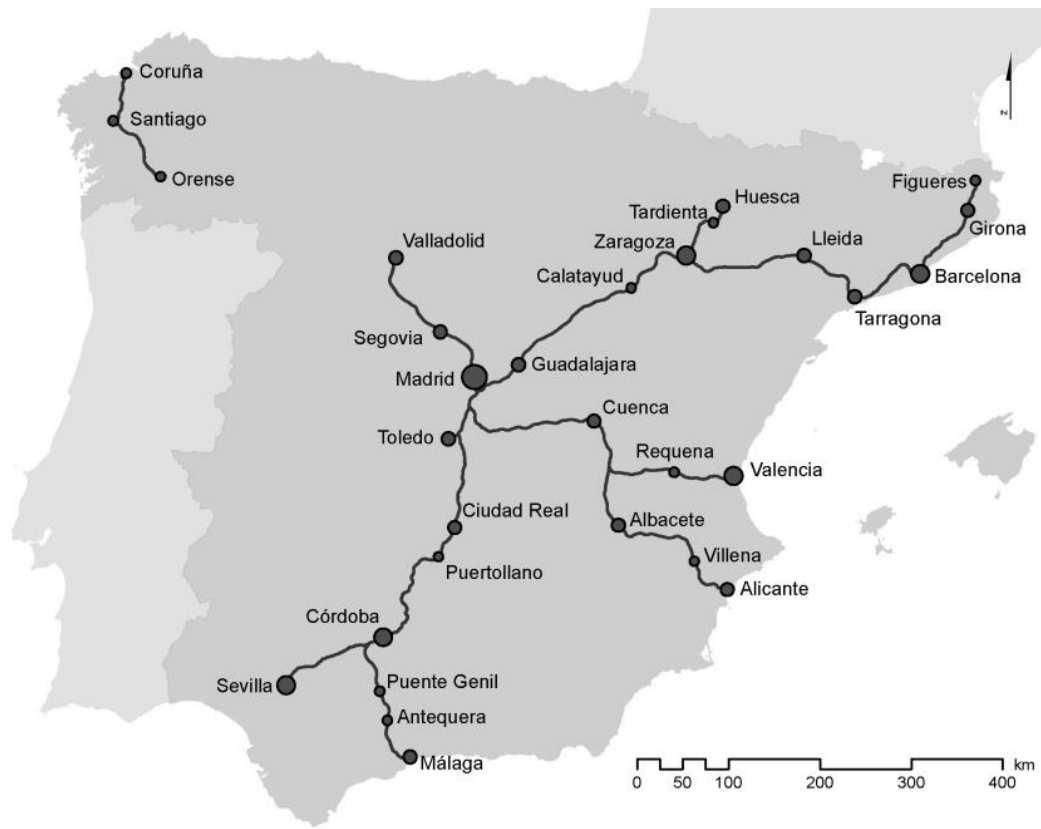 Coruña
Santiago
Orense
Figueres
Huesca
Tardienta
Girona
Zaragoza
Lleida
Valladolid
Calatayud
Barcelona
Tarragona
Segovia
Guadalajara
Madrid
Cuenca
Toledo
Requena
Valencia
Ciudad Real
Albacete
Villena
Puertollano
Alicante
Córdoba
Sevilla
Puente Genil
Antequera
Málaga
km
0 50 100 200 300 400
z